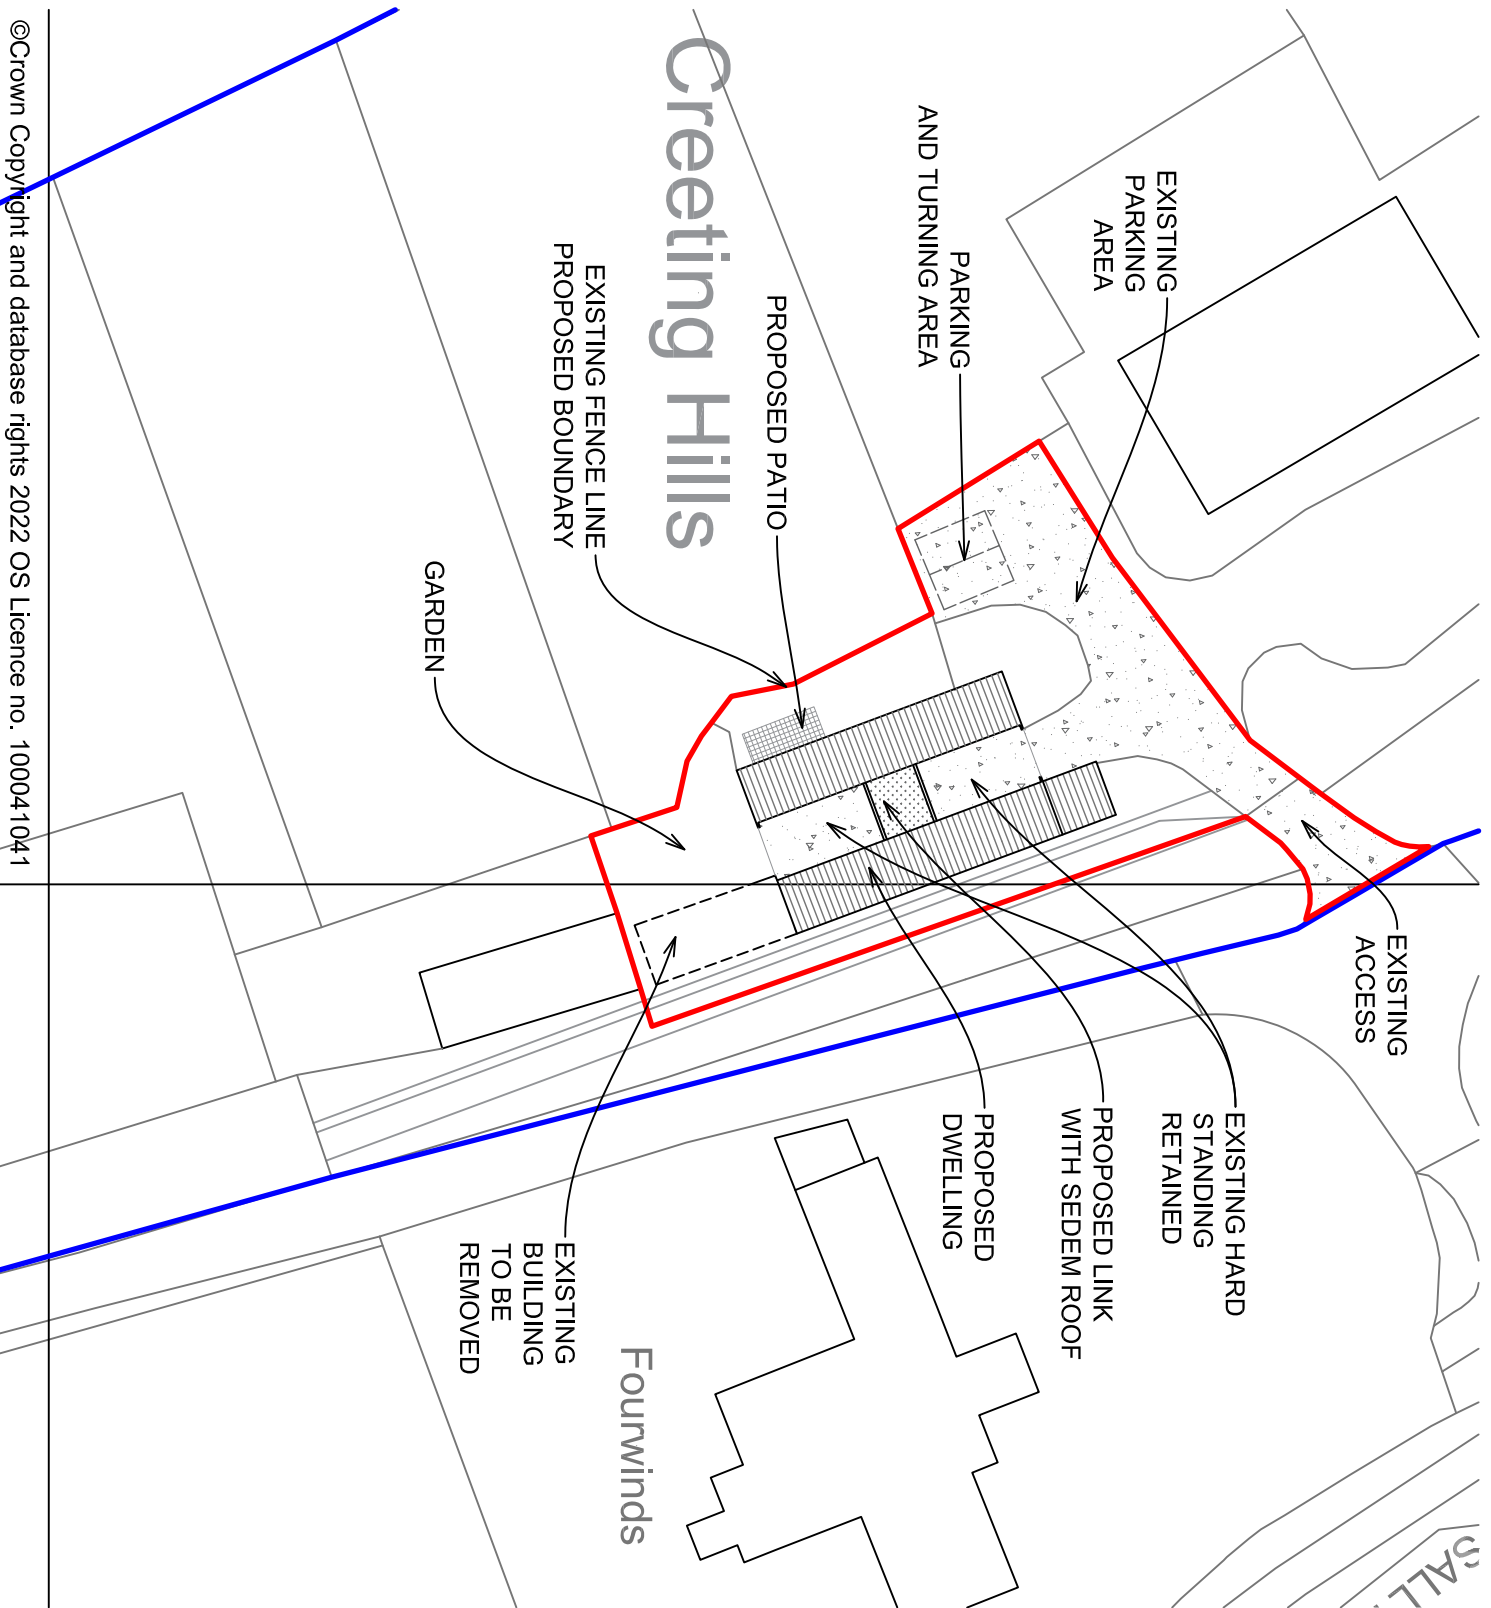 EXISTING
PARKING
AREA
PARKING
AND TURNING AREA
Creeting Hills
PROPOSED PATIO
EXISTING FENCE LINE
PROPOSED BOUNDARY
GARDEN
EXISTING
ACCESS
EXISTING HARD
STANDING
RETAINED
PROPOSED LINK
WITH SEDEM ROOF
PROPOSED
DWELLING
EXISTING
BUILDING
TO BE
REMOVED
Fourwinds
SALL
©Crown Copyright and database rights 2022 OS Licence no. 100041041